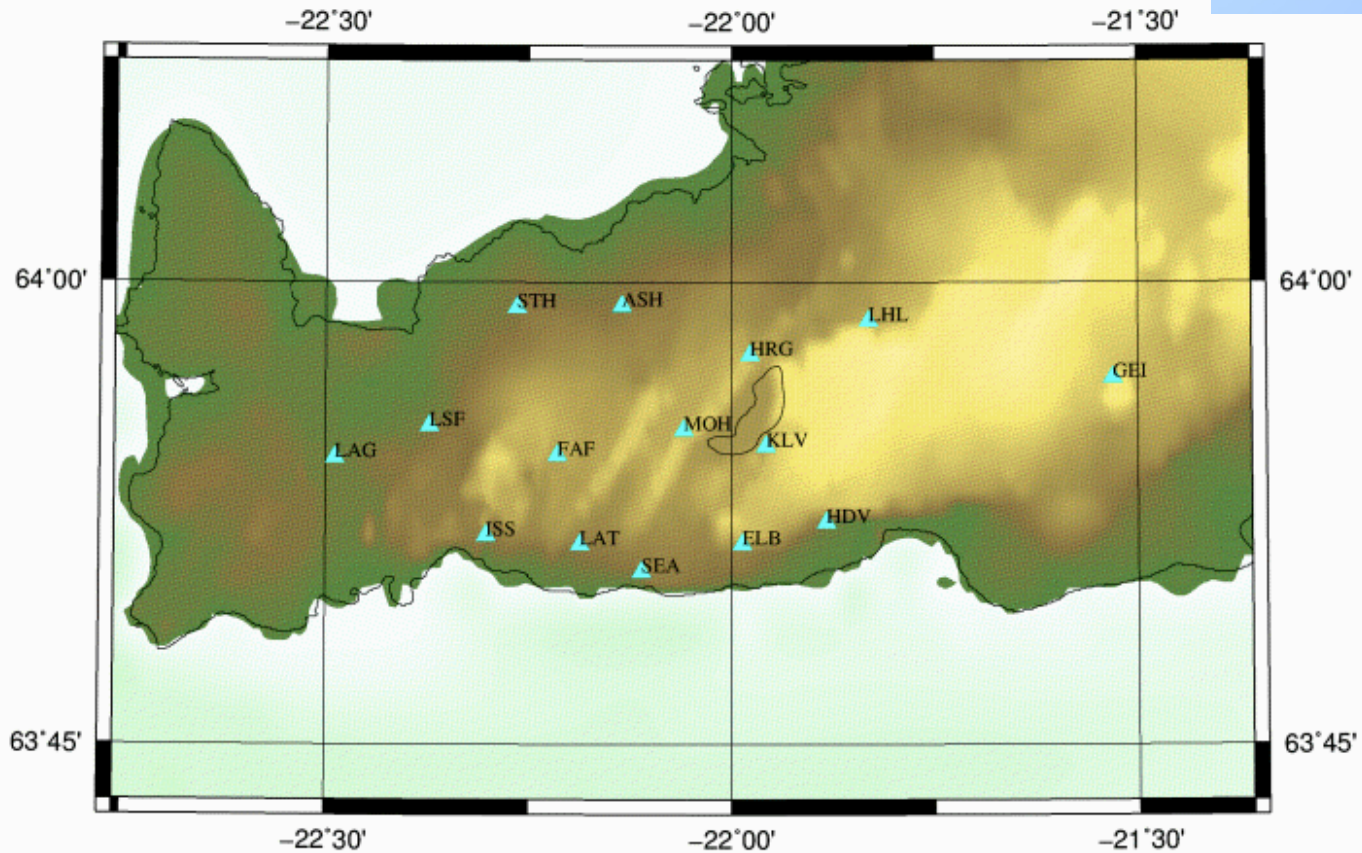 −22˚30'
−22˚00'
−21˚30'
64˚00'
64˚00'
STH
ASH
LHL
HRG
GEI
LSF
MOH
KLV
LAG
FAF
HDV
ISS
LAT
ELB
SEA
63˚45'
63˚45'
−22˚30'
−22˚00'
−21˚30'